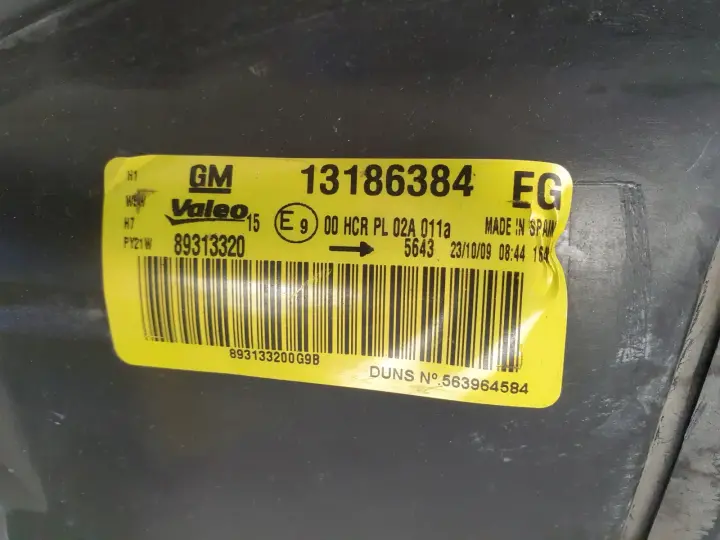 H1 GM 13186384 EG
W5W Valeo 15 E9 00 HCR PL 02A 011a MADE IN SPAIN
H7 89313320 → 5643 23/10/09 08:44
PY21W
893133200G9B
DUNS Nº.563964584